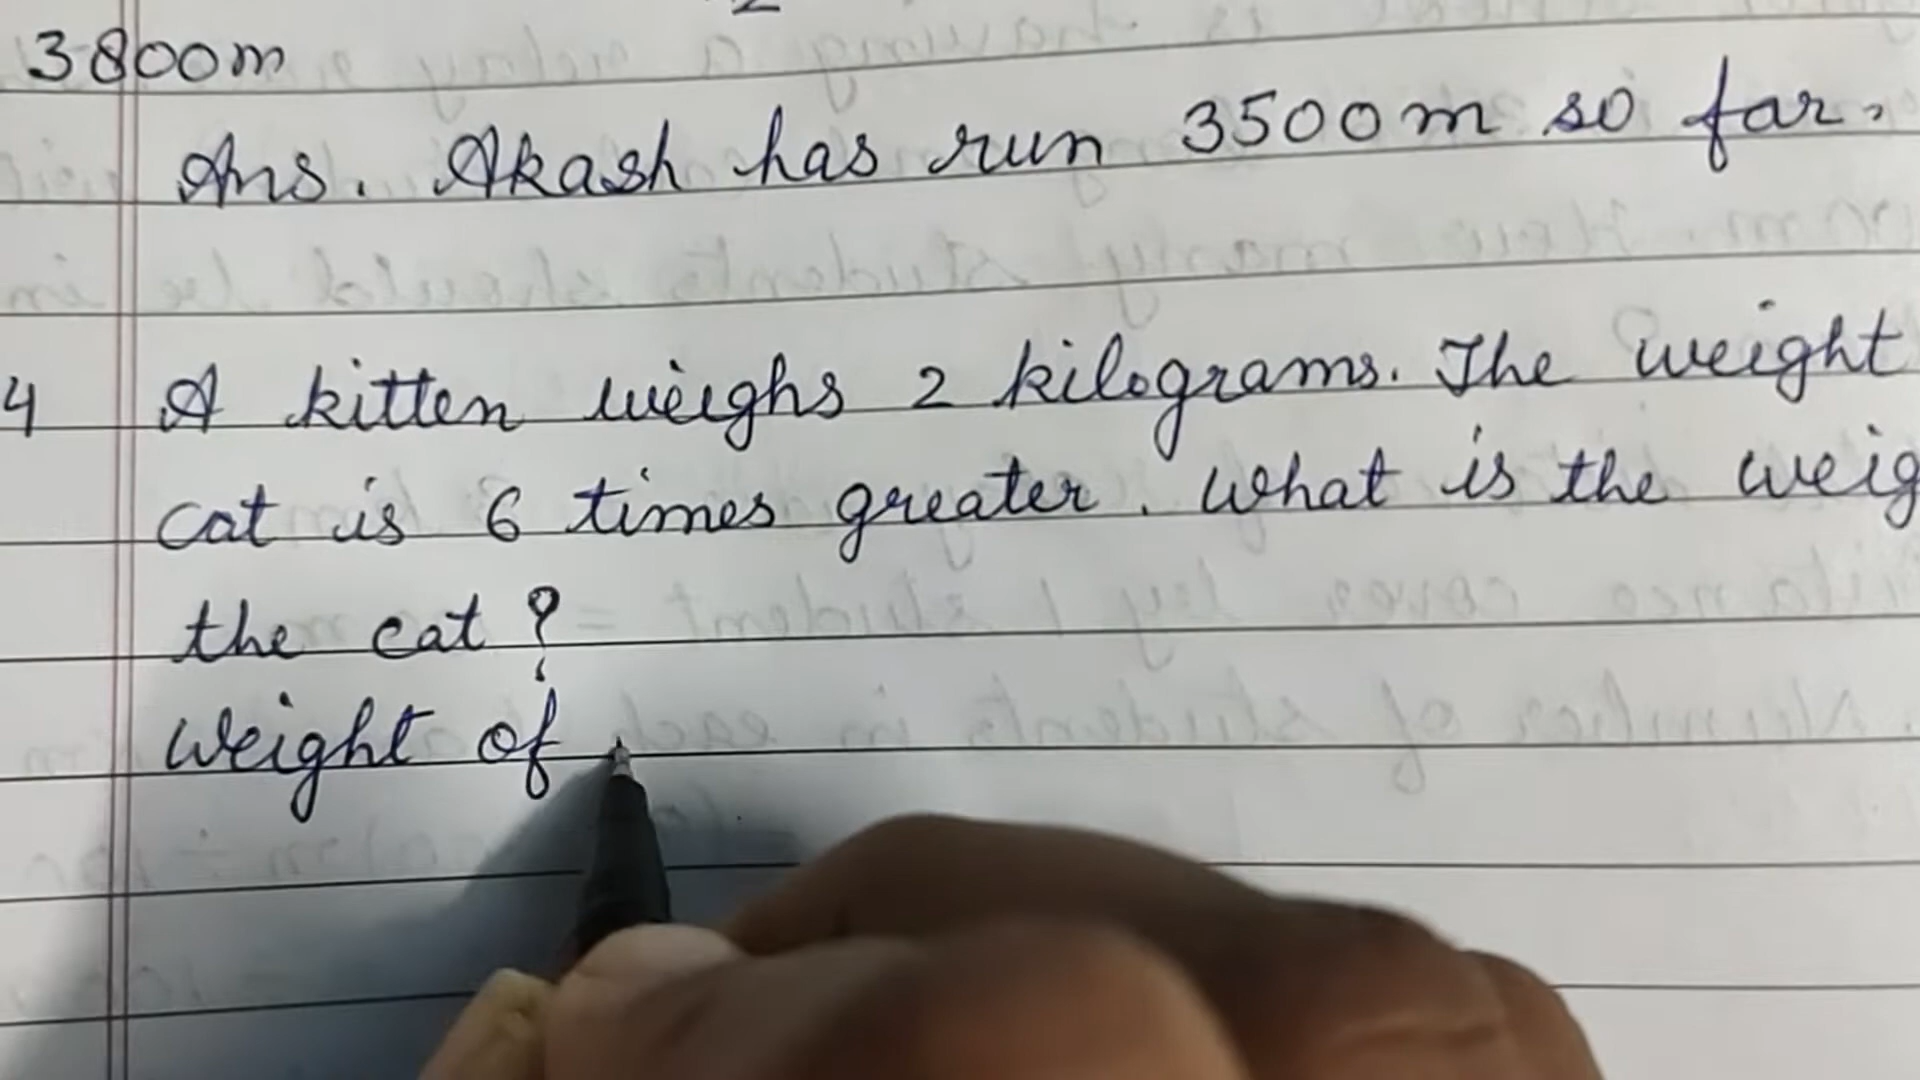 3800m
Ans. Akash has run 3500m so far.
4 A kitten weighs 2 kilograms. The weight
cat is 6 times greater. What is the weig
the cat?
Weight of